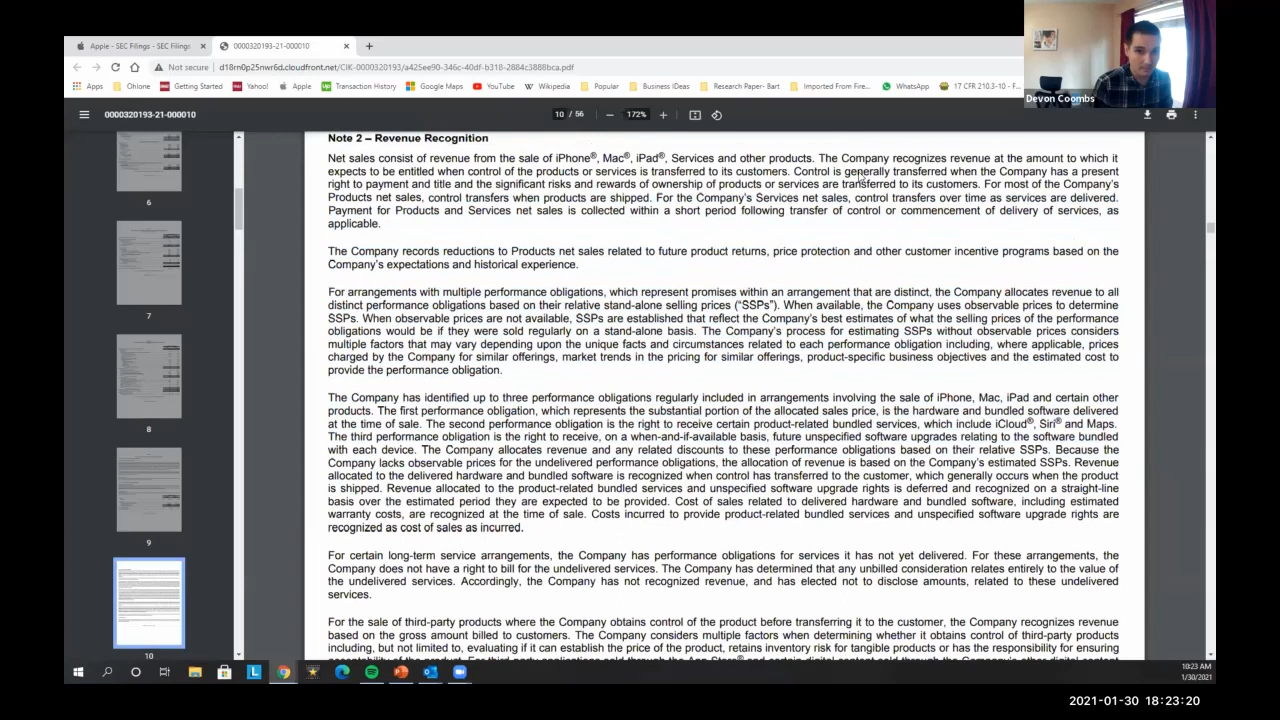 Apple - SEC Filings - SEC Filings
0000320193-21-000010
Not secure
d18rn0p25nwr6d.cloudfront.net/CIK-0000320193/a425ee90-346c-40df-b318-2884c3888bca.pdf
Apps
Ohlone
Getting Started
Yahoo!
Apple
Transaction History
Google Maps
YouTube
Wikipedia
Popular
Business IDeas
Research Paper- Bart
Imported From Fire...
WhatsApp
17 CFR 210.3-10 - F...
Devon Coombs
0000320193-21-000010
10 / 56
172%
6
7
8
9
10
Note 2 – Revenue Recognition
Net sales consist of revenue from the sale of iPhone®, Mac®, iPad®, Services and other products. The Company recognizes revenue at the amount to which it
expects to be entitled when control of the products or services is transferred to its customers. Control is generally transferred when the Company has a present
right to payment and title and the significant risks and rewards of ownership of products or services are transferred to its customers. For most of the Company's
Products net sales, control transfers when products are shipped. For the Company's Services net sales, control transfers over time as services are delivered.
Payment for Products and Services net sales is collected within a short period following transfer of control or commencement of delivery of services, as
applicable.
The Company records reductions to Products net sales related to future product returns, price protection and other customer incentive programs based on the
Company's expectations and historical experience.
For arrangements with multiple performance obligations, which represent promises within an arrangement that are distinct, the Company allocates revenue to all
distinct performance obligations based on their relative stand-alone selling prices ("SSPs"). When available, the Company uses observable prices to determine
SSPs. When observable prices are not available, SSPs are established that reflect the Company's best estimates of what the selling prices of the performance
obligations would be if they were sold regularly on a stand-alone basis. The Company's process for estimating SSPs without observable prices considers
multiple factors that may vary depending upon the unique facts and circumstances related to each performance obligation including, where applicable, prices
charged by the Company for similar offerings, market trends in the pricing for similar offerings, product-specific business objectives and the estimated cost to
provide the performance obligation.
The Company has identified up to three performance obligations regularly included in arrangements involving the sale of iPhone, Mac, iPad and certain other
products. The first performance obligation, which represents the substantial portion of the allocated sales price, is the hardware and bundled software delivered
at the time of sale. The second performance obligation is the right to receive certain product-related bundled services, which include iCloud®, Siri® and Maps.
The third performance obligation is the right to receive, on a when-and-if-available basis, future unspecified software upgrades relating to the software bundled
with each device. The Company allocates revenue and any related discounts to these performance obligations based on their relative SSPs. Because the
Company lacks observable prices for the undelivered performance obligations, the allocation of revenue is based on the Company's estimated SSPs. Revenue
allocated to the delivered hardware and bundled software is recognized when control has transferred to the customer, which generally occurs when the product
is shipped. Revenue allocated to the product-related bundled services and unspecified software upgrade rights is deferred and recognized on a straight-line
basis over the estimated period they are expected to be provided. Cost of sales related to delivered hardware and bundled software, including estimated
warranty costs, are recognized at the time of sale. Costs incurred to provide product-related bundled services and unspecified software upgrade rights are
recognized as cost of sales as incurred.
For certain long-term service arrangements, the Company has performance obligations for services it has not yet delivered. For these arrangements, the
Company does not have a right to bill for the undelivered services. The Company has determined that any unbilled consideration relates entirely to the value of
the undelivered services. Accordingly, the Company has not recognized revenue, and has elected not to disclose amounts, related to these undelivered
services.
For the sale of third-party products where the Company obtains control of the product before transferring it to the customer, the Company recognizes revenue
based on the gross amount billed to customers. The Company considers multiple factors when determining whether it obtains control of third-party products
including, but not limited to, evaluating if it can establish the price of the product, retains inventory risk for tangible products or has the responsibility for ensuring
10:23 AM
1/30/2021
2021-01-30 18:23:20